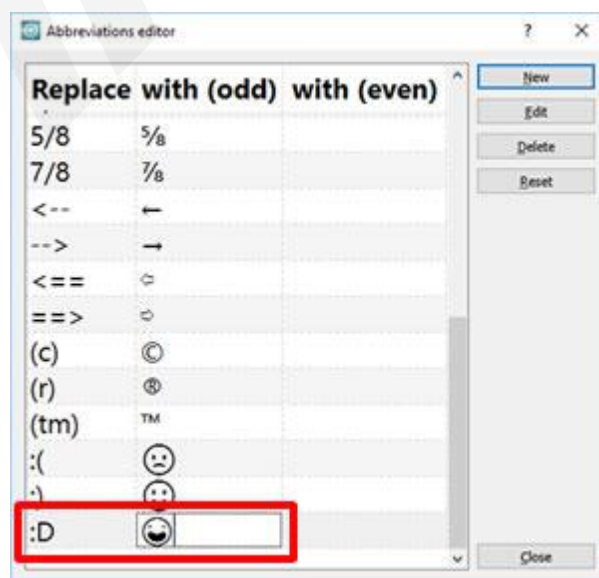 Abbreviations editor ? ×
Replace with (odd) with (even)
5/8 ⅝
7/8 ⅞
<-- ←
--> →
<== ⇦
==> ⇨
(c) ©
(r) ®
(tm) ™
:( ☹
:) 🙂
:D 😀
New
Edit
Delete
Reset
Close